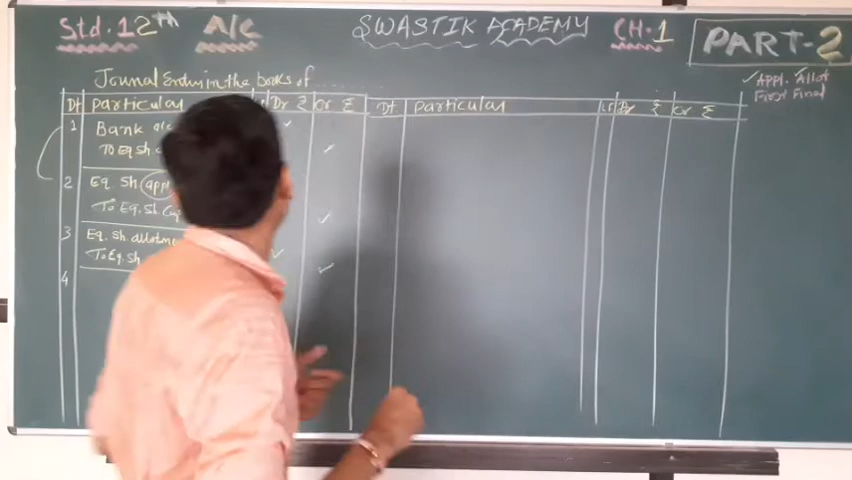 Std. 12th A/c SWASTIK ACADEMY CH-1 PART-2
✓Appl. Allot
First Final
Journal Entry in the books of
Dt Particular Dr ₹ Cr ₹ Dt Particular Lf Dr ₹ Cr ₹
1 Bank a/c ✓
To Eq. sh ✓
2 Eq. sh appl
To Eq. sh. Cap ✓
3 Eq. sh. allotmen ✓
To Eq. sh ✓
4